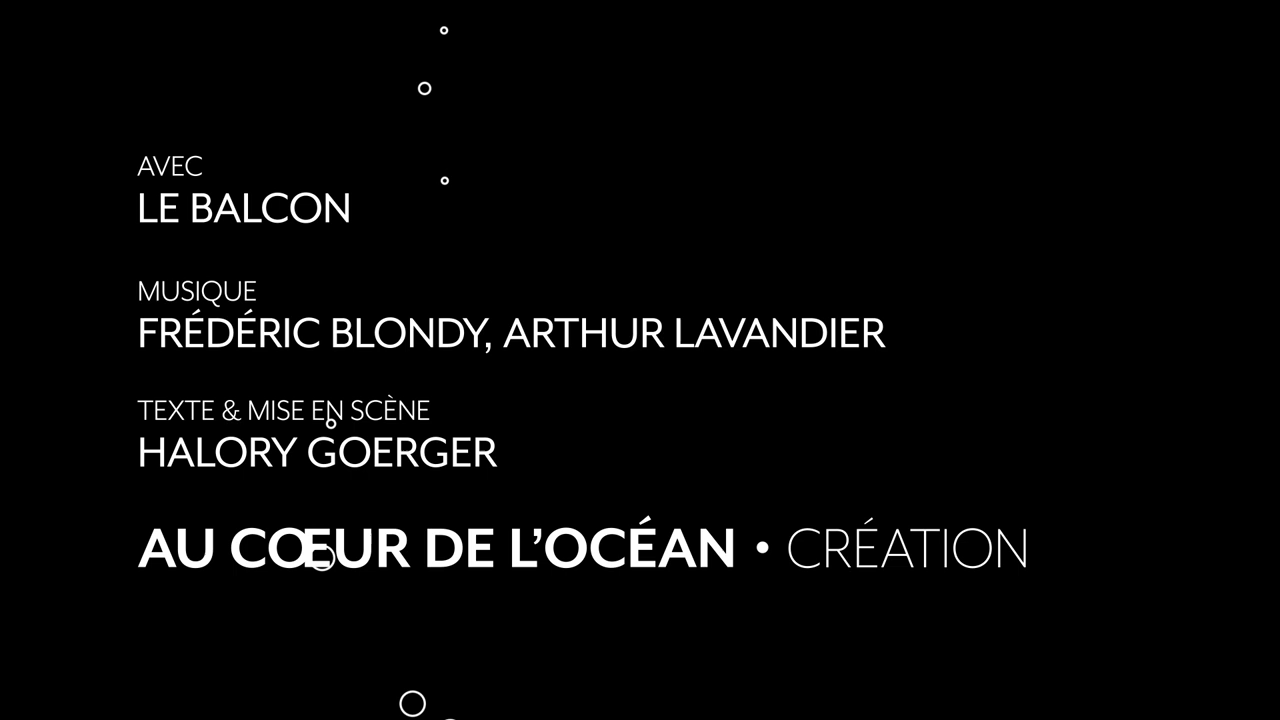 AVEC
LE BALCON
MUSIQUE
FRÉDÉRIC BLONDY, ARTHUR LAVANDIER
TEXTE & MISE EN SCÈNE
HALORY GOERGER
AU CŒUR DE L’OCÉAN • CRÉATION